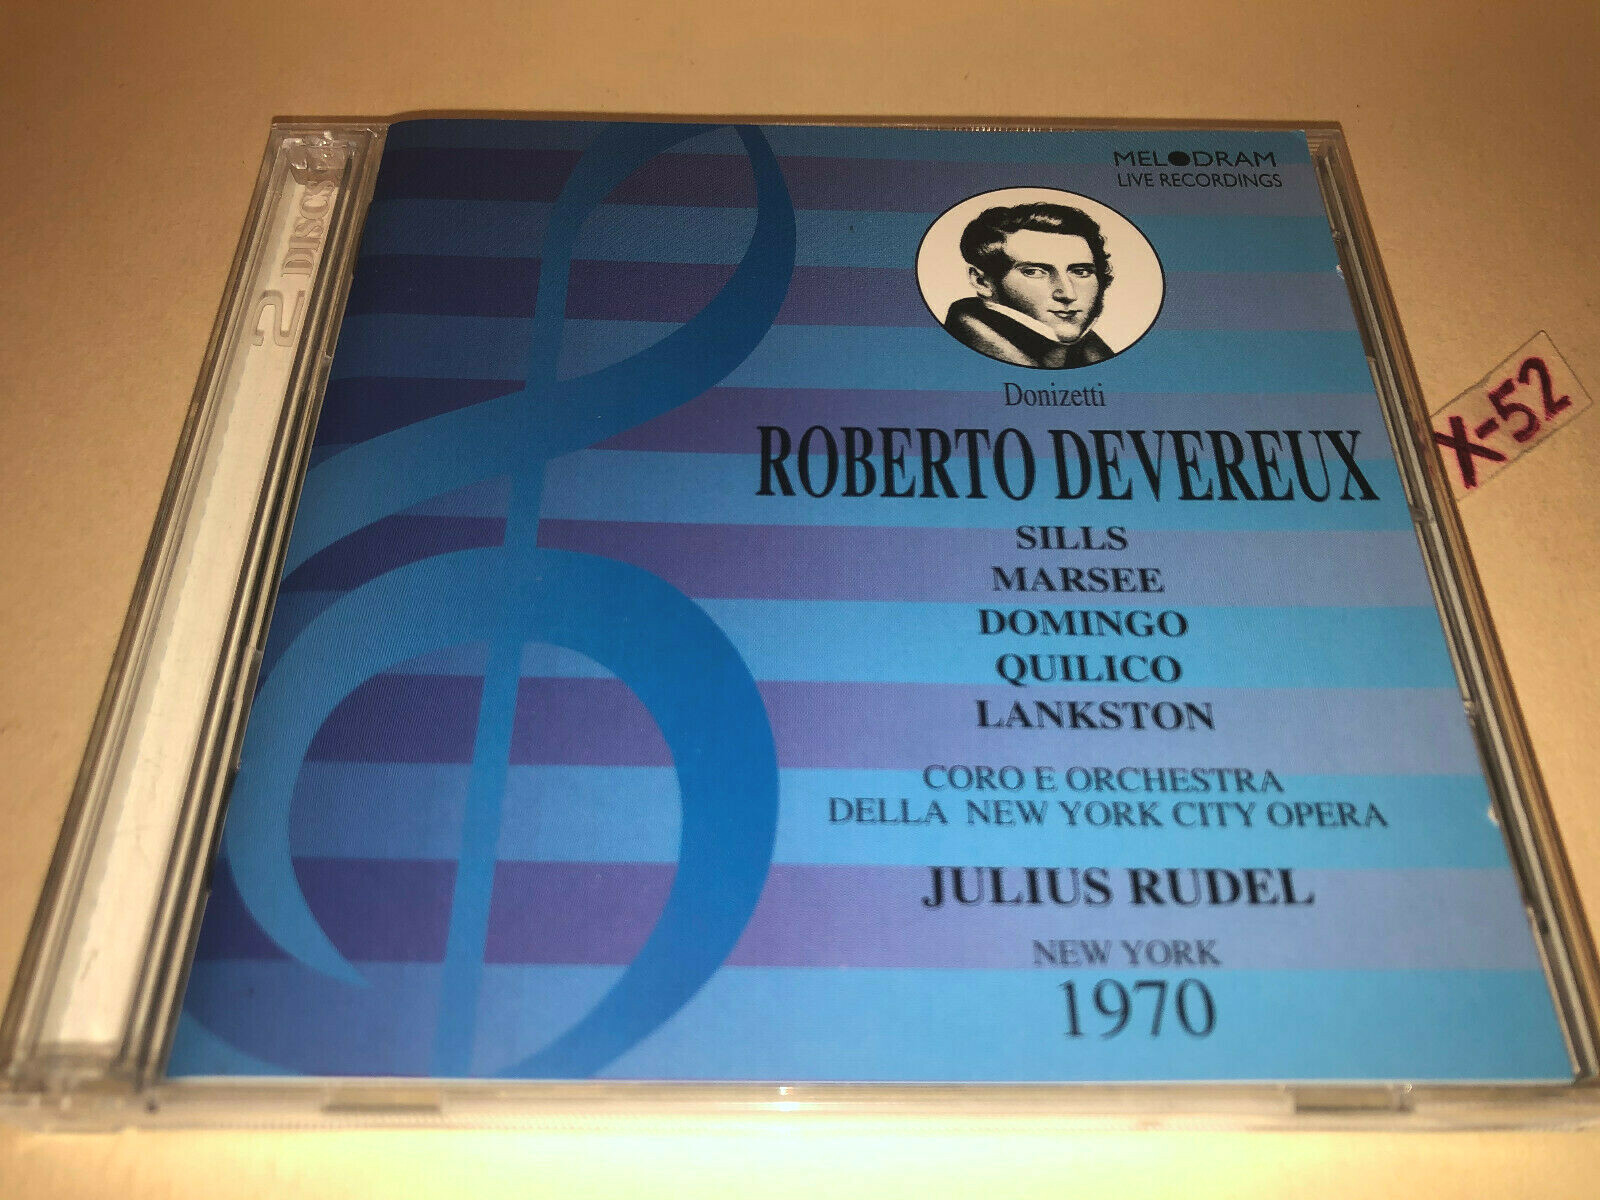 2 DISCS
MELODRAM
LIVE RECORDINGS
Donizetti
ROBERTO DEVEREUX
SILLS
MARSEE
DOMINGO
QUILICO
LANKSTON
CORO E ORCHESTRA
DELLA NEW YORK CITY OPERA
JULIUS RUDEL
NEW YORK
1970
X-52